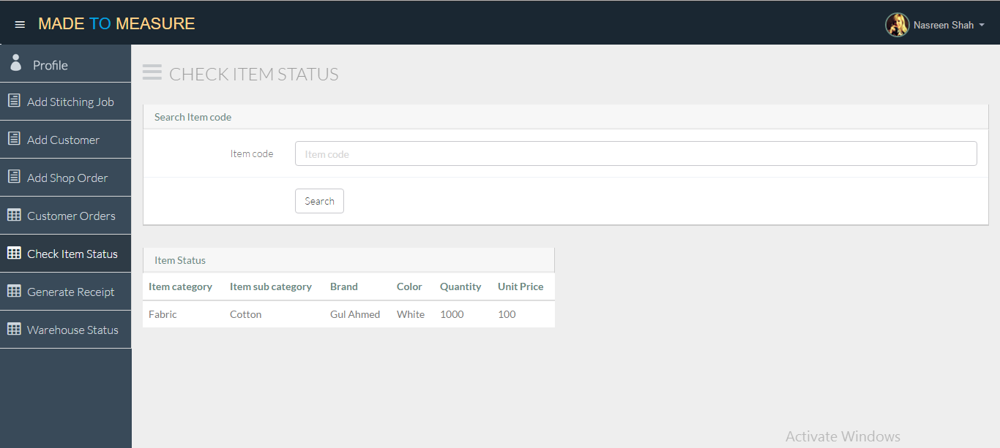 MADE TO MEASURE
Nasreen Shah
Profile
Add Stitching Job
Add Customer
Add Shop Order
Customer Orders
Check Item Status
Generate Receipt
Warehouse Status
CHECK ITEM STATUS
Search Item code
Item code Item code
Search
Item Status
Item category Item sub category Brand Color Quantity Unit Price
Fabric Cotton Gul Ahmed White 1000 100
Activate Windows